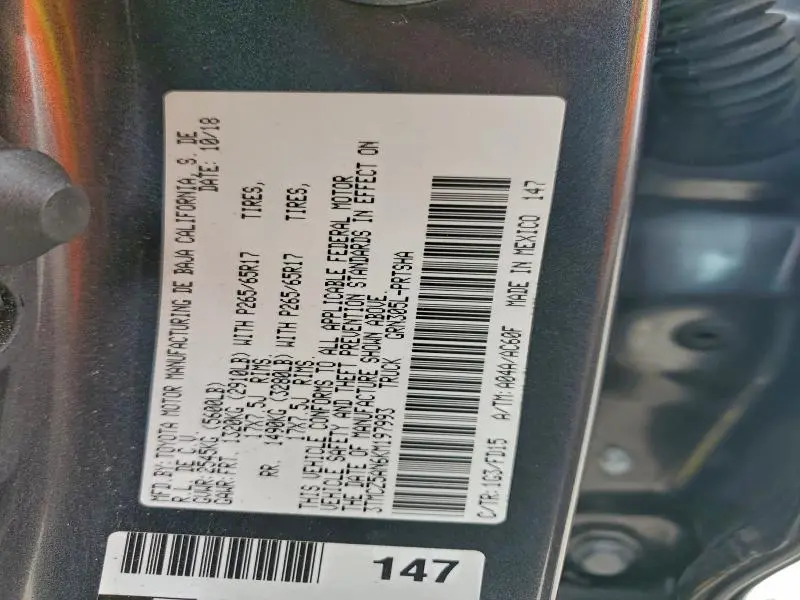 MFD.BY: TOYOTA MOTOR MANUFACTURING DE BAJA CALIFORNIA, S. DE
R.L. DE C.V. DATE: 10/18
GVWR: 2545KG (5600LB)
GAWR: FRT. 1320KG (2910LB) WITH P265/65R17 TIRES,
17X7.5J RIMS,
RR. 1490KG (3280LB) WITH P265/65R17 TIRES,
17X7.5J RIMS,
THIS VEHICLE CONFORMS TO ALL APPLICABLE FEDERAL MOTOR
VEHICLE SAFETY AND THEFT PREVENTION STANDARDS IN EFFECT ON
THE DATE OF MANUFACTURE SHOWN ABOVE.
3TMCZ5AN6KM197993 TRUCK GRN305L-PRTSHA
C/TR:1G3/FD15 A/TM:A04A/AC60F MADE IN MEXICO 147
147